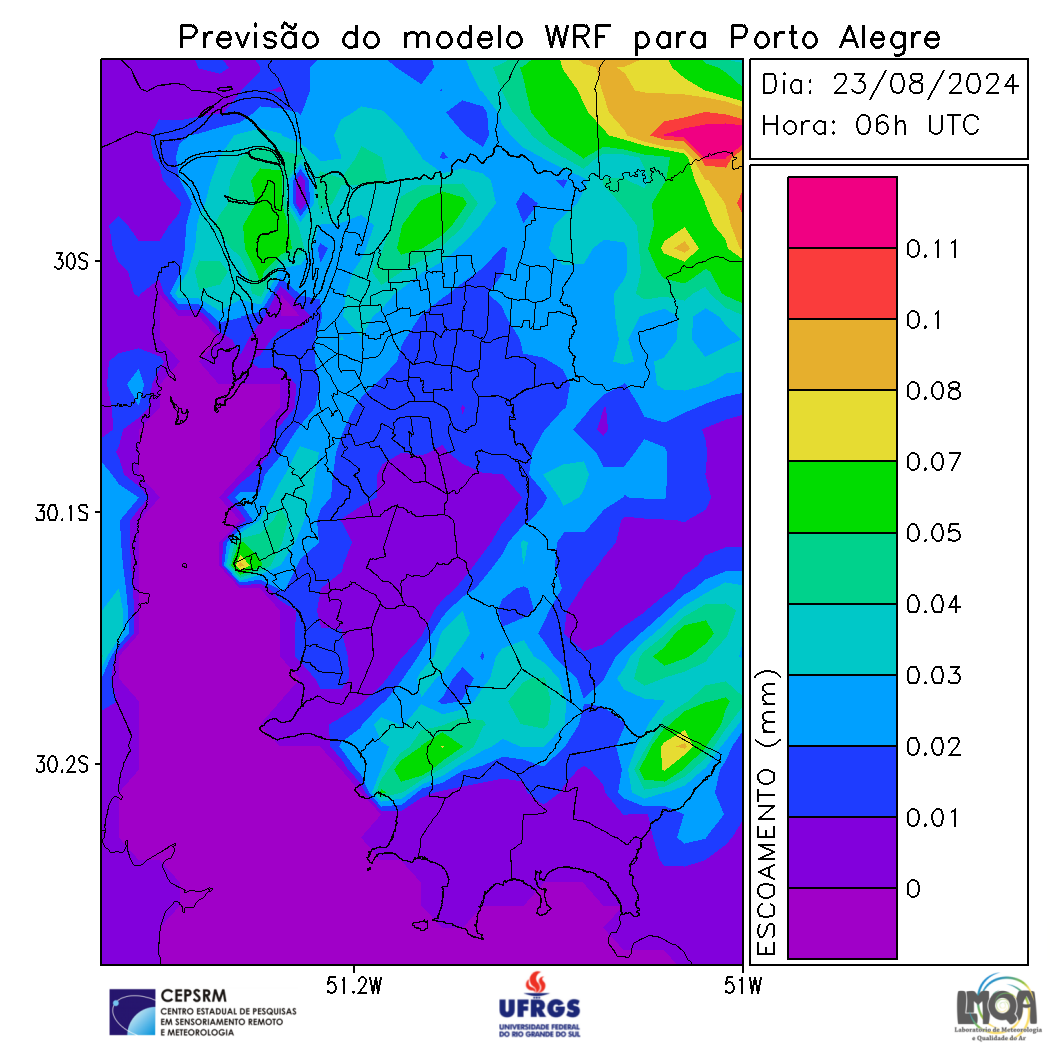 Previsão do modelo WRF para Porto Alegre
Dia: 23/08/2024
Hora: 06h UTC
30S
30.1S
30.2S
51.2W
51W
ESCOAMENTO (mm)
0.11
0.1
0.08
0.07
0.05
0.04
0.03
0.02
0.01
0
CEPSRM
CENTRO ESTADUAL DE PESQUISAS
EM SENSORIAMENTO REMOTO
E METEOROLOGIA
UFRGS
UNIVERSIDADE FEDERAL
DO RIO GRANDE DO SUL
LMQA
Laboratório de Meteorologia
e Qualidade do Ar